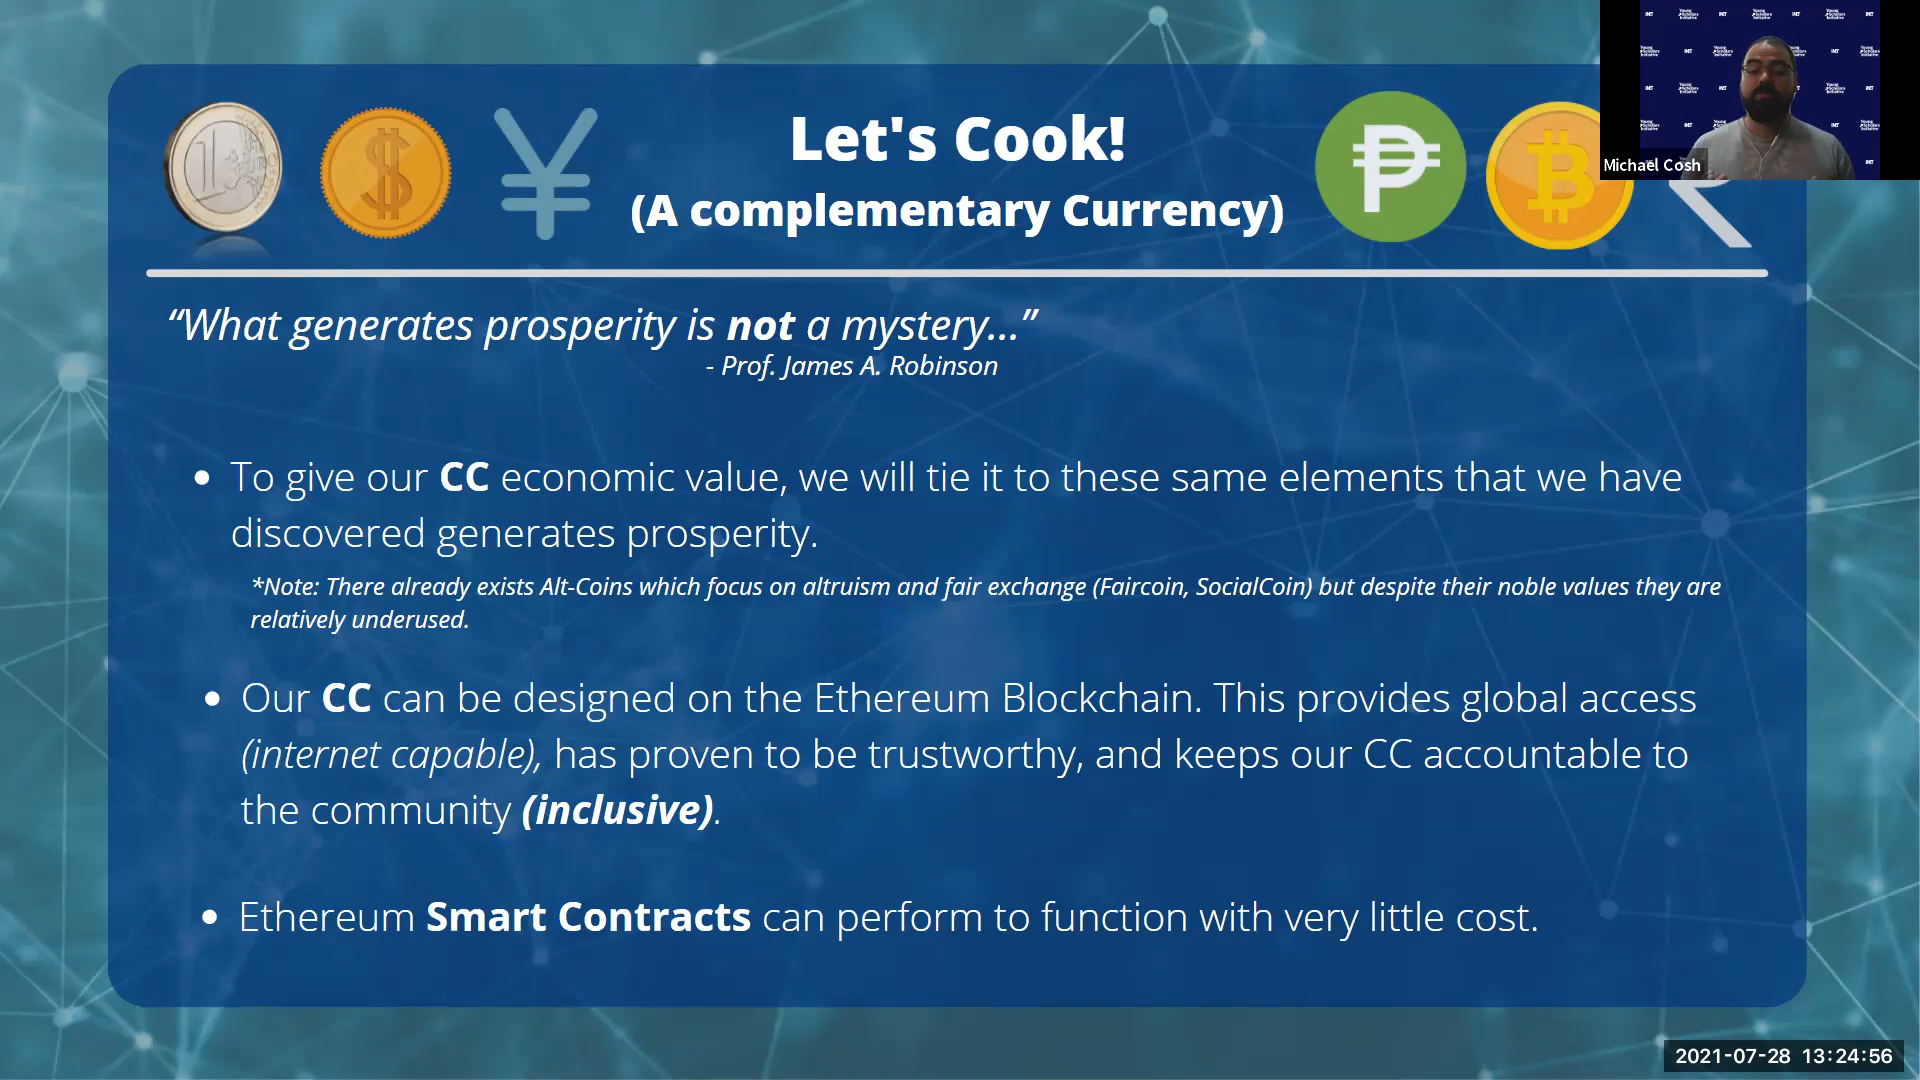 Let's Cook!
(A complementary Currency)
Michael Cosh
“What generates prosperity is not a mystery...”
- Prof. James A. Robinson
To give our CC economic value, we will tie it to these same elements that we have
discovered generates prosperity.
*Note: There already exists Alt-Coins which focus on altruism and fair exchange (Faircoin, SocialCoin) but despite their noble values they are
relatively underused.
Our CC can be designed on the Ethereum Blockchain. This provides global access
(internet capable), has proven to be trustworthy, and keeps our CC accountable to
the community (inclusive).
Ethereum Smart Contracts can perform to function with very little cost.
2021-07-28 13:24:56